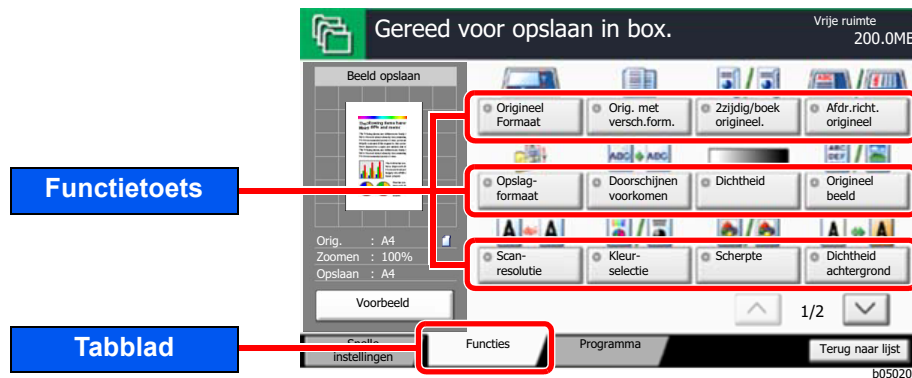 Gereed voor opslaan in box.
Vrije ruimte
200.0MB
Beeld opslaan
Origineel
Formaat
Orig. met
versch.form.
2zijdig/boek
origineel.
Afdr.richt.
origineel
ABC
ABC
Functietoets
Opslag-
formaat
Doorschijnen
voorkomen
Dichtheid
Origineel
beeld
Orig. : A4
Zoomen : 100%
Opslaan : A4
Scan-
resolutie
Kleur-
selectie
Scherpte
Dichtheid
achtergrond
Voorbeeld
1/2
Tabblad
instellingen
Functies
Programma
Terug naar lijst
b05020